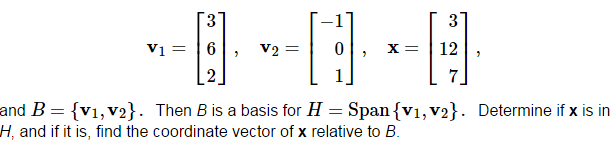 v₁ = [3 6 2], v₂ = [−1 0 1], x = [3 12 7],
and B = {v₁, v₂}. Then B is a basis for H = Span{v₁, v₂}. Determine if x is in
H, and if it is, find the coordinate vector of x relative to B.